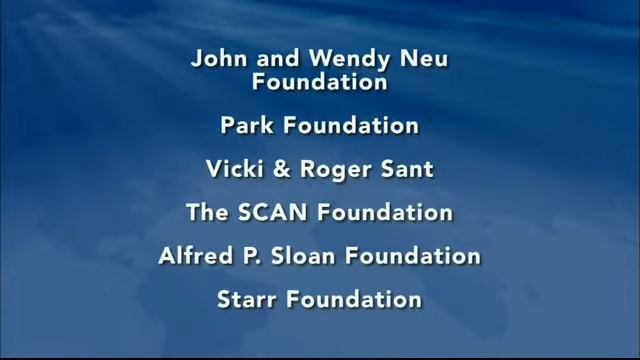 John and Wendy Neu
Foundation
Park Foundation
Vicki & Roger Sant
The SCAN Foundation
Alfred P. Sloan Foundation
Starr Foundation